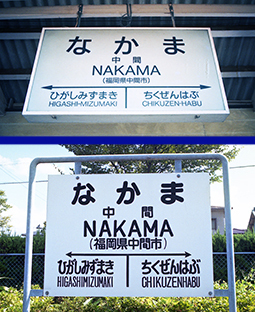 なかま
中間
NAKAMA
(福岡県中間市)
ひがしみずまき ちくぜんはぶ
HIGASHI-MIZUMAKI CHIKUZEN-HABU
なかま
中間
NAKAMA
(福岡県中間市)
ひがしみずまき ちくぜんはぶ
HIGASHIMIZUMAKI CHIKUZENHABU